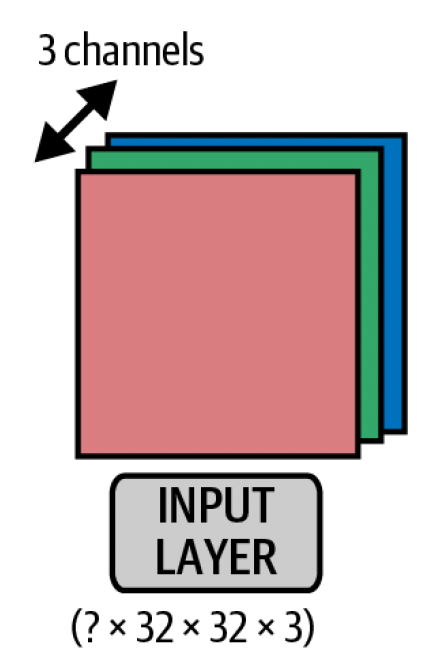 3 channels
INPUT
LAYER
(? × 32 × 32 × 3)